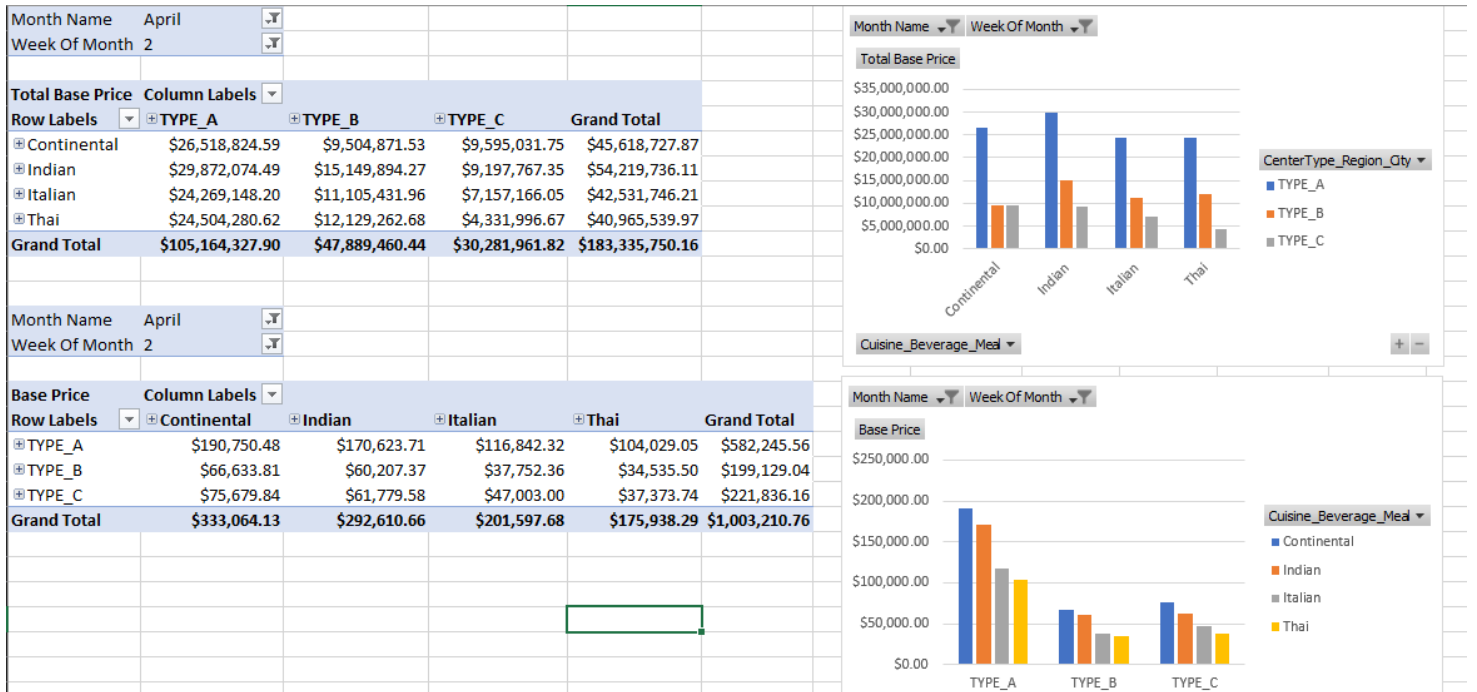 Month Name April
Week Of Month 2
Total Base Price Column Labels
Row Labels TYPE_A TYPE_B TYPE_C Grand Total
Continental $26,518,824.59 $9,504,871.53 $9,595,031.75 $45,618,727.87
Indian $29,872,074.49 $15,149,894.27 $9,197,767.35 $54,219,736.11
Italian $24,269,148.20 $11,105,431.96 $7,157,166.05 $42,531,746.21
Thai $24,504,280.62 $12,129,262.68 $4,331,996.67 $40,965,539.97
Grand Total $105,164,327.90 $47,889,460.44 $30,281,961.82 $183,335,750.16
Month Name April
Week Of Month 2
Base Price Column Labels
Row Labels Continental Indian Italian Thai Grand Total
TYPE_A $190,750.48 $170,623.71 $116,842.32 $104,029.05 $582,245.56
TYPE_B $66,633.81 $60,207.37 $37,752.36 $34,535.50 $199,129.04
TYPE_C $75,679.84 $61,779.58 $47,003.00 $37,373.74 $221,836.16
Grand Total $333,064.13 $292,610.66 $201,597.68 $175,938.29 $1,003,210.76
Month Name Week Of Month
Total Base Price
$35,000,000.00
$30,000,000.00
$25,000,000.00
$20,000,000.00
$15,000,000.00
$10,000,000.00
$5,000,000.00
$0.00
Continental Indian Italian Thai
CenterType_Region_City
TYPE_A
TYPE_B
TYPE_C
Cuisine_Beverage_Meal
+ −
Month Name Week Of Month
Base Price
$250,000.00
$200,000.00
$150,000.00
$100,000.00
$50,000.00
$0.00
TYPE_A TYPE_B TYPE_C
Cuisine_Beverage_Meal
Continental
Indian
Italian
Thai